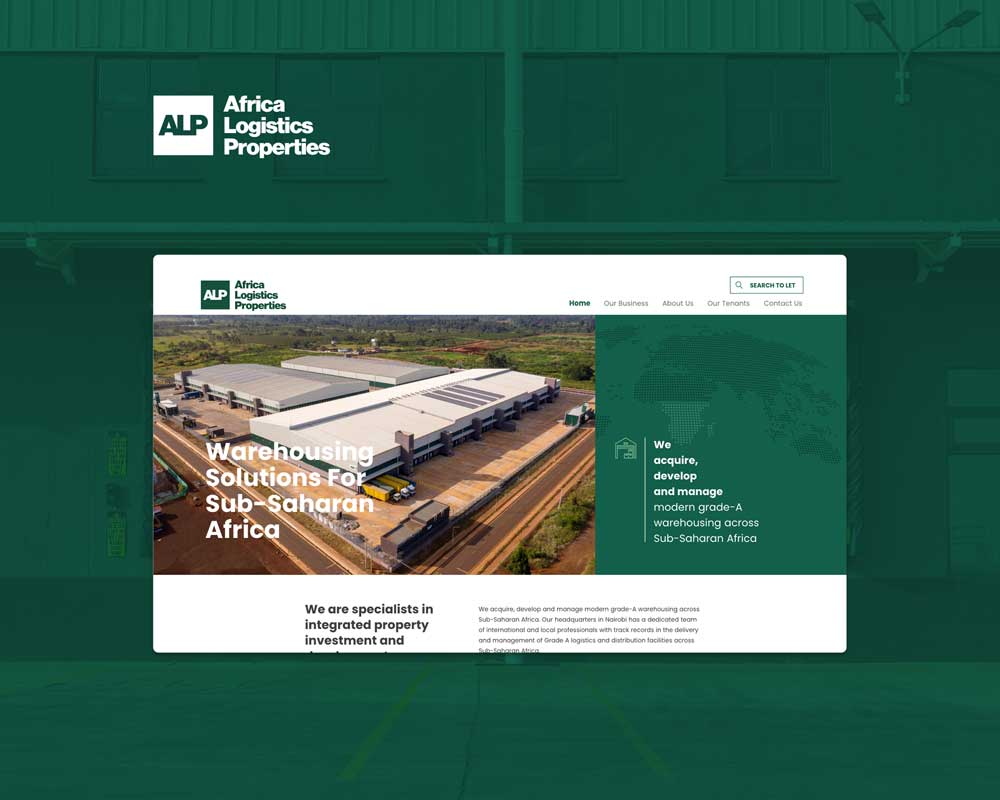 ALP
Africa
Logistics
Properties
ALP
Africa
Logistics
Properties
SEARCH TO LET
Home Our Business About Us Our Tenants Contact Us
Warehousing
Solutions For
Sub-Saharan
Africa
We
acquire,
develop
and manage
modern grade-A
warehousing across
Sub-Saharan Africa
We are specialists in
integrated property
investment and
We acquire, develop and manage modern grade-A warehousing across
Sub-Saharan Africa. Our headquarters in Nairobi has a dedicated team
of international and local professionals with track records in the delivery
and management of Grade A logistics and distribution facilities across
Sub-Saharan Africa.